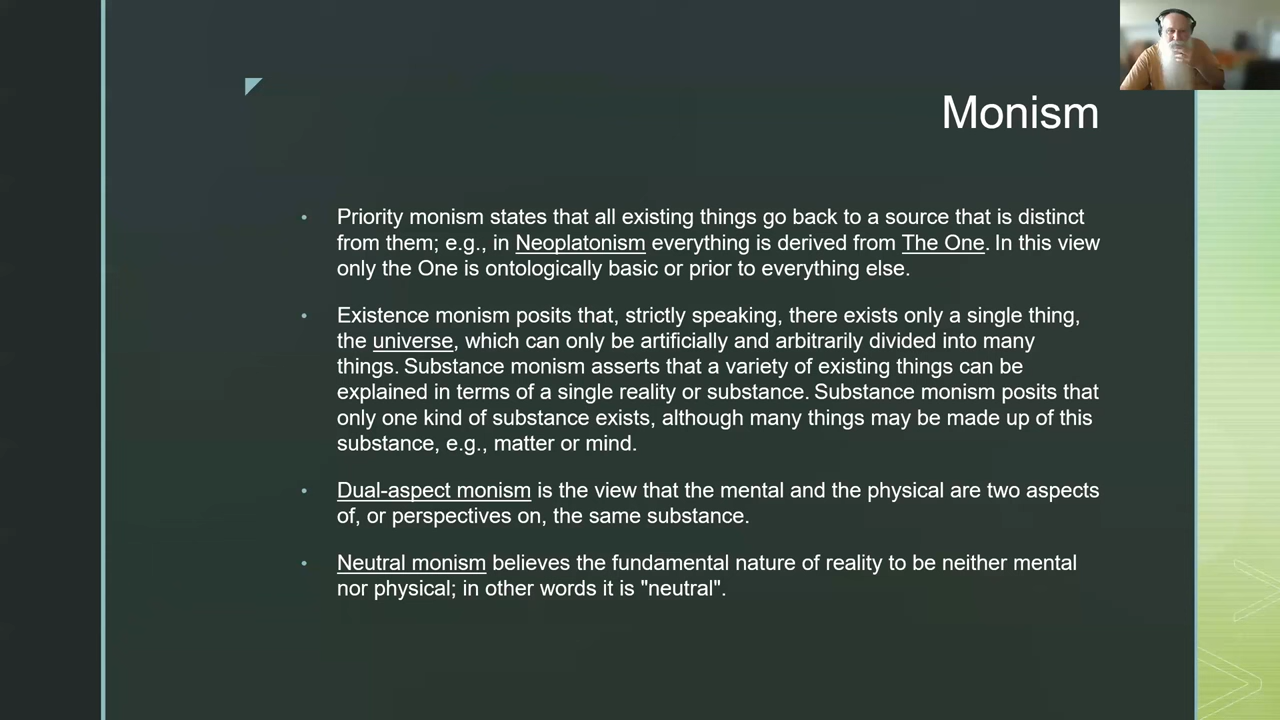 Monism
• Priority monism states that all existing things go back to a source that is distinct
from them; e.g., in Neoplatonism everything is derived from The One. In this view
only the One is ontologically basic or prior to everything else.
• Existence monism posits that, strictly speaking, there exists only a single thing,
the universe, which can only be artificially and arbitrarily divided into many
things. Substance monism asserts that a variety of existing things can be
explained in terms of a single reality or substance. Substance monism posits that
only one kind of substance exists, although many things may be made up of this
substance, e.g., matter or mind.
• Dual-aspect monism is the view that the mental and the physical are two aspects
of, or perspectives on, the same substance.
• Neutral monism believes the fundamental nature of reality to be neither mental
nor physical; in other words it is "neutral".